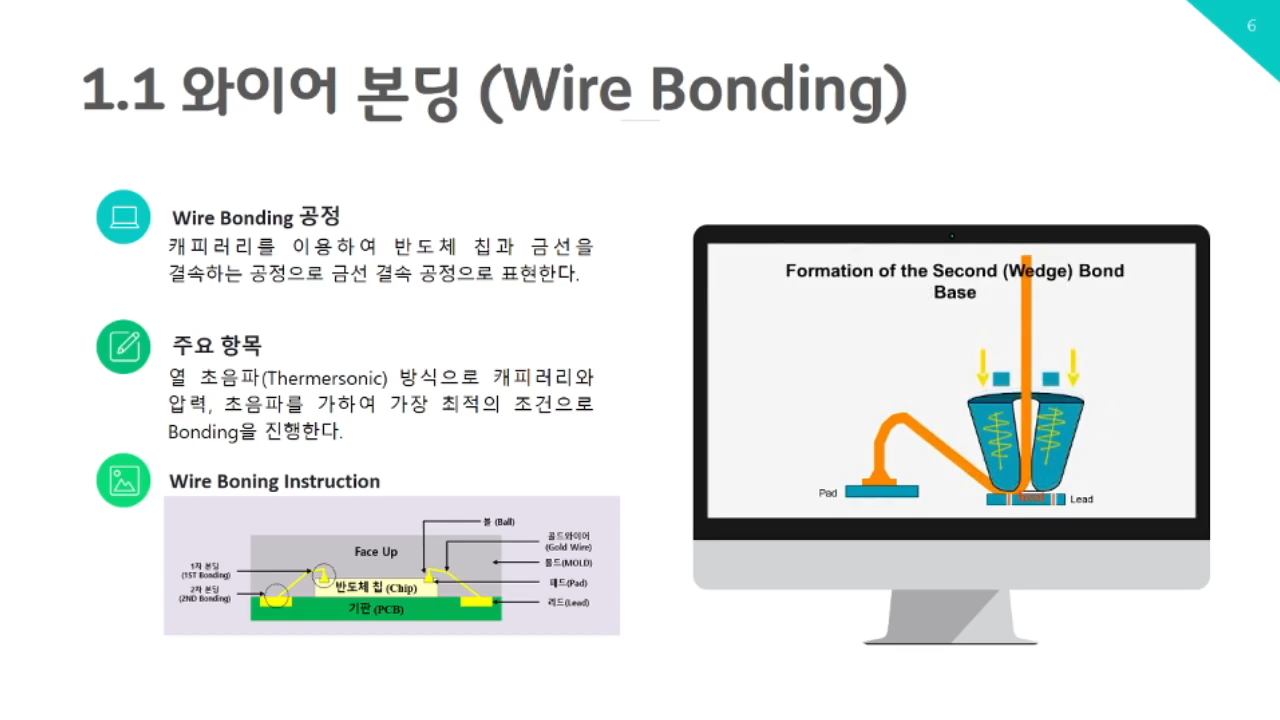 6
1.1 와이어 본딩 (Wire Bonding)
Wire Bonding 공정
캐피러리를 이용하여 반도체 칩과 금선을
결속하는 공정으로 금선 결속 공정으로 표현한다.
주요 항목
열 초음파(Thermersonic) 방식으로 캐피러리와
압력, 초음파를 가하여 가장 최적의 조건으로
Bonding을 진행한다.
Wire Boning Instruction
볼 (Ball)
골드와이어
(Gold Wire)
Face Up
몰드(MOLD)
1차 본딩
(1ST Bonding)
반도체 칩 (Chip)
패드(Pad)
2차 본딩
(2ND Bonding)
기판 (PCB)
리드(Lead)
Formation of the Second (Wedge) Bond
Base
Pad
heat
Lead